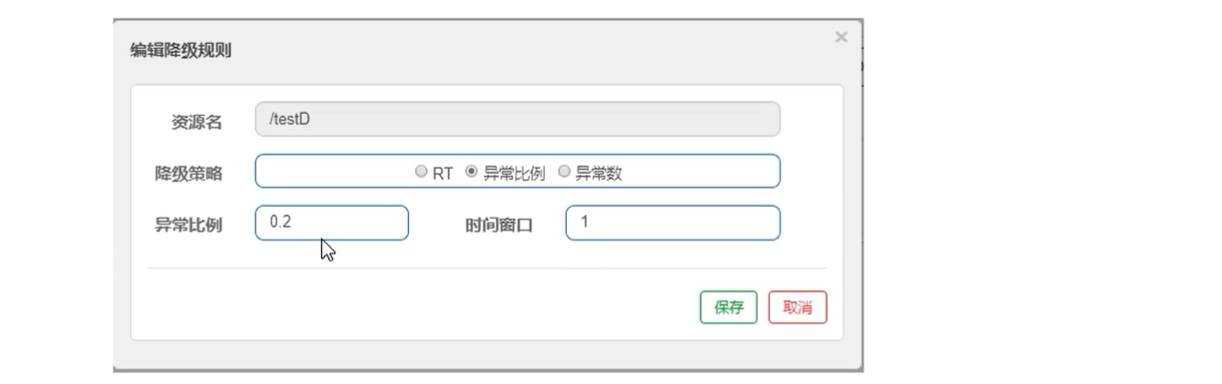 编辑降级规则 ×
资源名 /testD
降级策略 RT 异常比例 异常数
异常比例 0.2 时间窗口 1
保存 取消